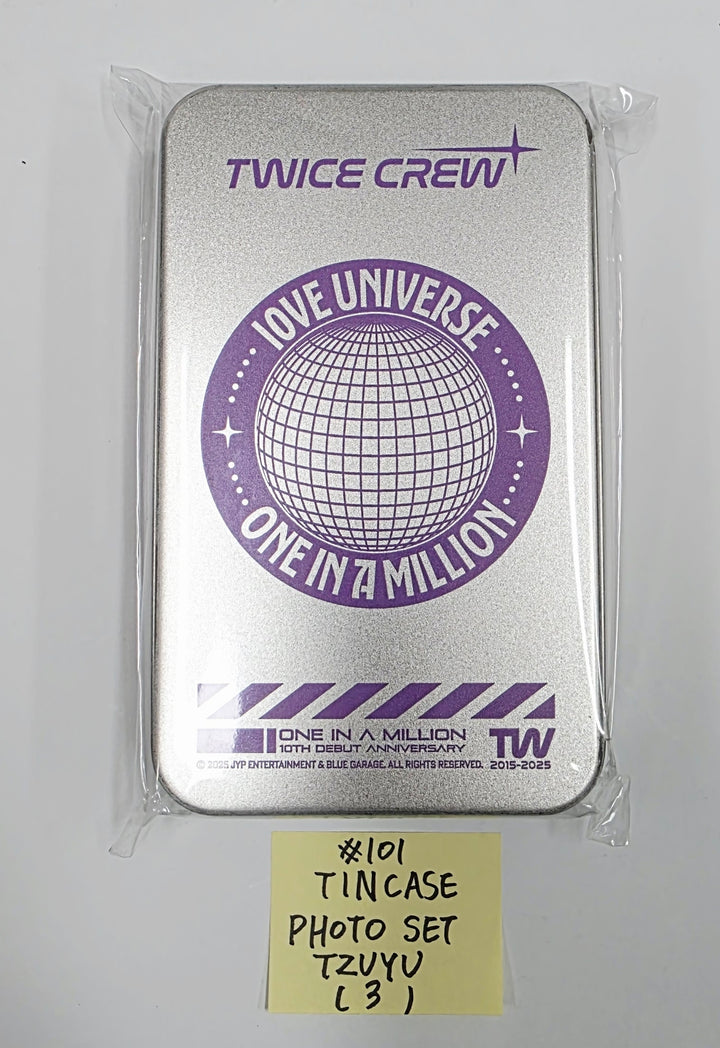 TWICE CREW
10VE UNIVERSE
ONE IN A MILLION
ONE IN A MILLION
10TH DEBUT ANNIVERSARY
TW
© 2025 JYP ENTERTAINMENT & BLUE GARAGE. ALL RIGHTS RESERVED. 2015-2025
#101
TINCASE
PHOTO SET
TZUYU
(3)